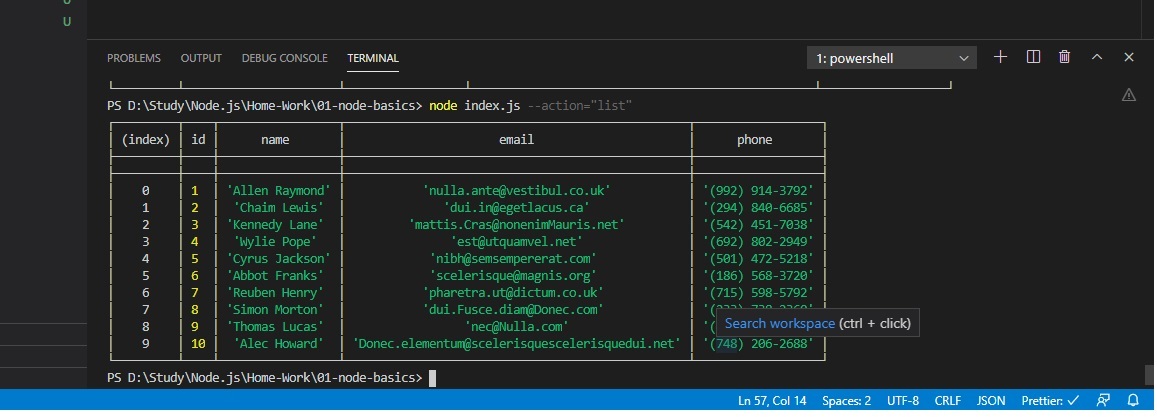 U
U
PROBLEMS OUTPUT DEBUG CONSOLE TERMINAL 1: powershell
PS D:\Study\Node.js\Home-Work\01-node-basics> node index.js --action="list"
(index) id name email phone
0 1 'Allen Raymond' 'nulla.ante@vestibul.co.uk' '(992) 914-3792'
1 2 'Chaim Lewis' 'dui.in@egetlacus.ca' '(294) 840-6685'
2 3 'Kennedy Lane' 'mattis.Cras@nonenimMauris.net' '(542) 451-7038'
3 4 'Wylie Pope' 'est@utquamvel.net' '(692) 802-2949'
4 5 'Cyrus Jackson' 'nibh@semsempererat.com' '(501) 472-5218'
5 6 'Abbot Franks' 'scelerisque@magnis.org' '(186) 568-3720'
6 7 'Reuben Henry' 'pharetra.ut@dictum.co.uk' '(715) 598-5792'
7 8 'Simon Morton' 'dui.Fusce.diam@Donec.com'
Search workspace (ctrl + click)
8 9 'Thomas Lucas' 'nec@Nulla.com'
9 10 'Alec Howard' 'Donec.elementum@scelerisquescelerisquedui.net' '(748) 206-2688'
PS D:\Study\Node.js\Home-Work\01-node-basics>
Ln 57, Col 14 Spaces: 2 UTF-8 CRLF JSON Prettier: ✓